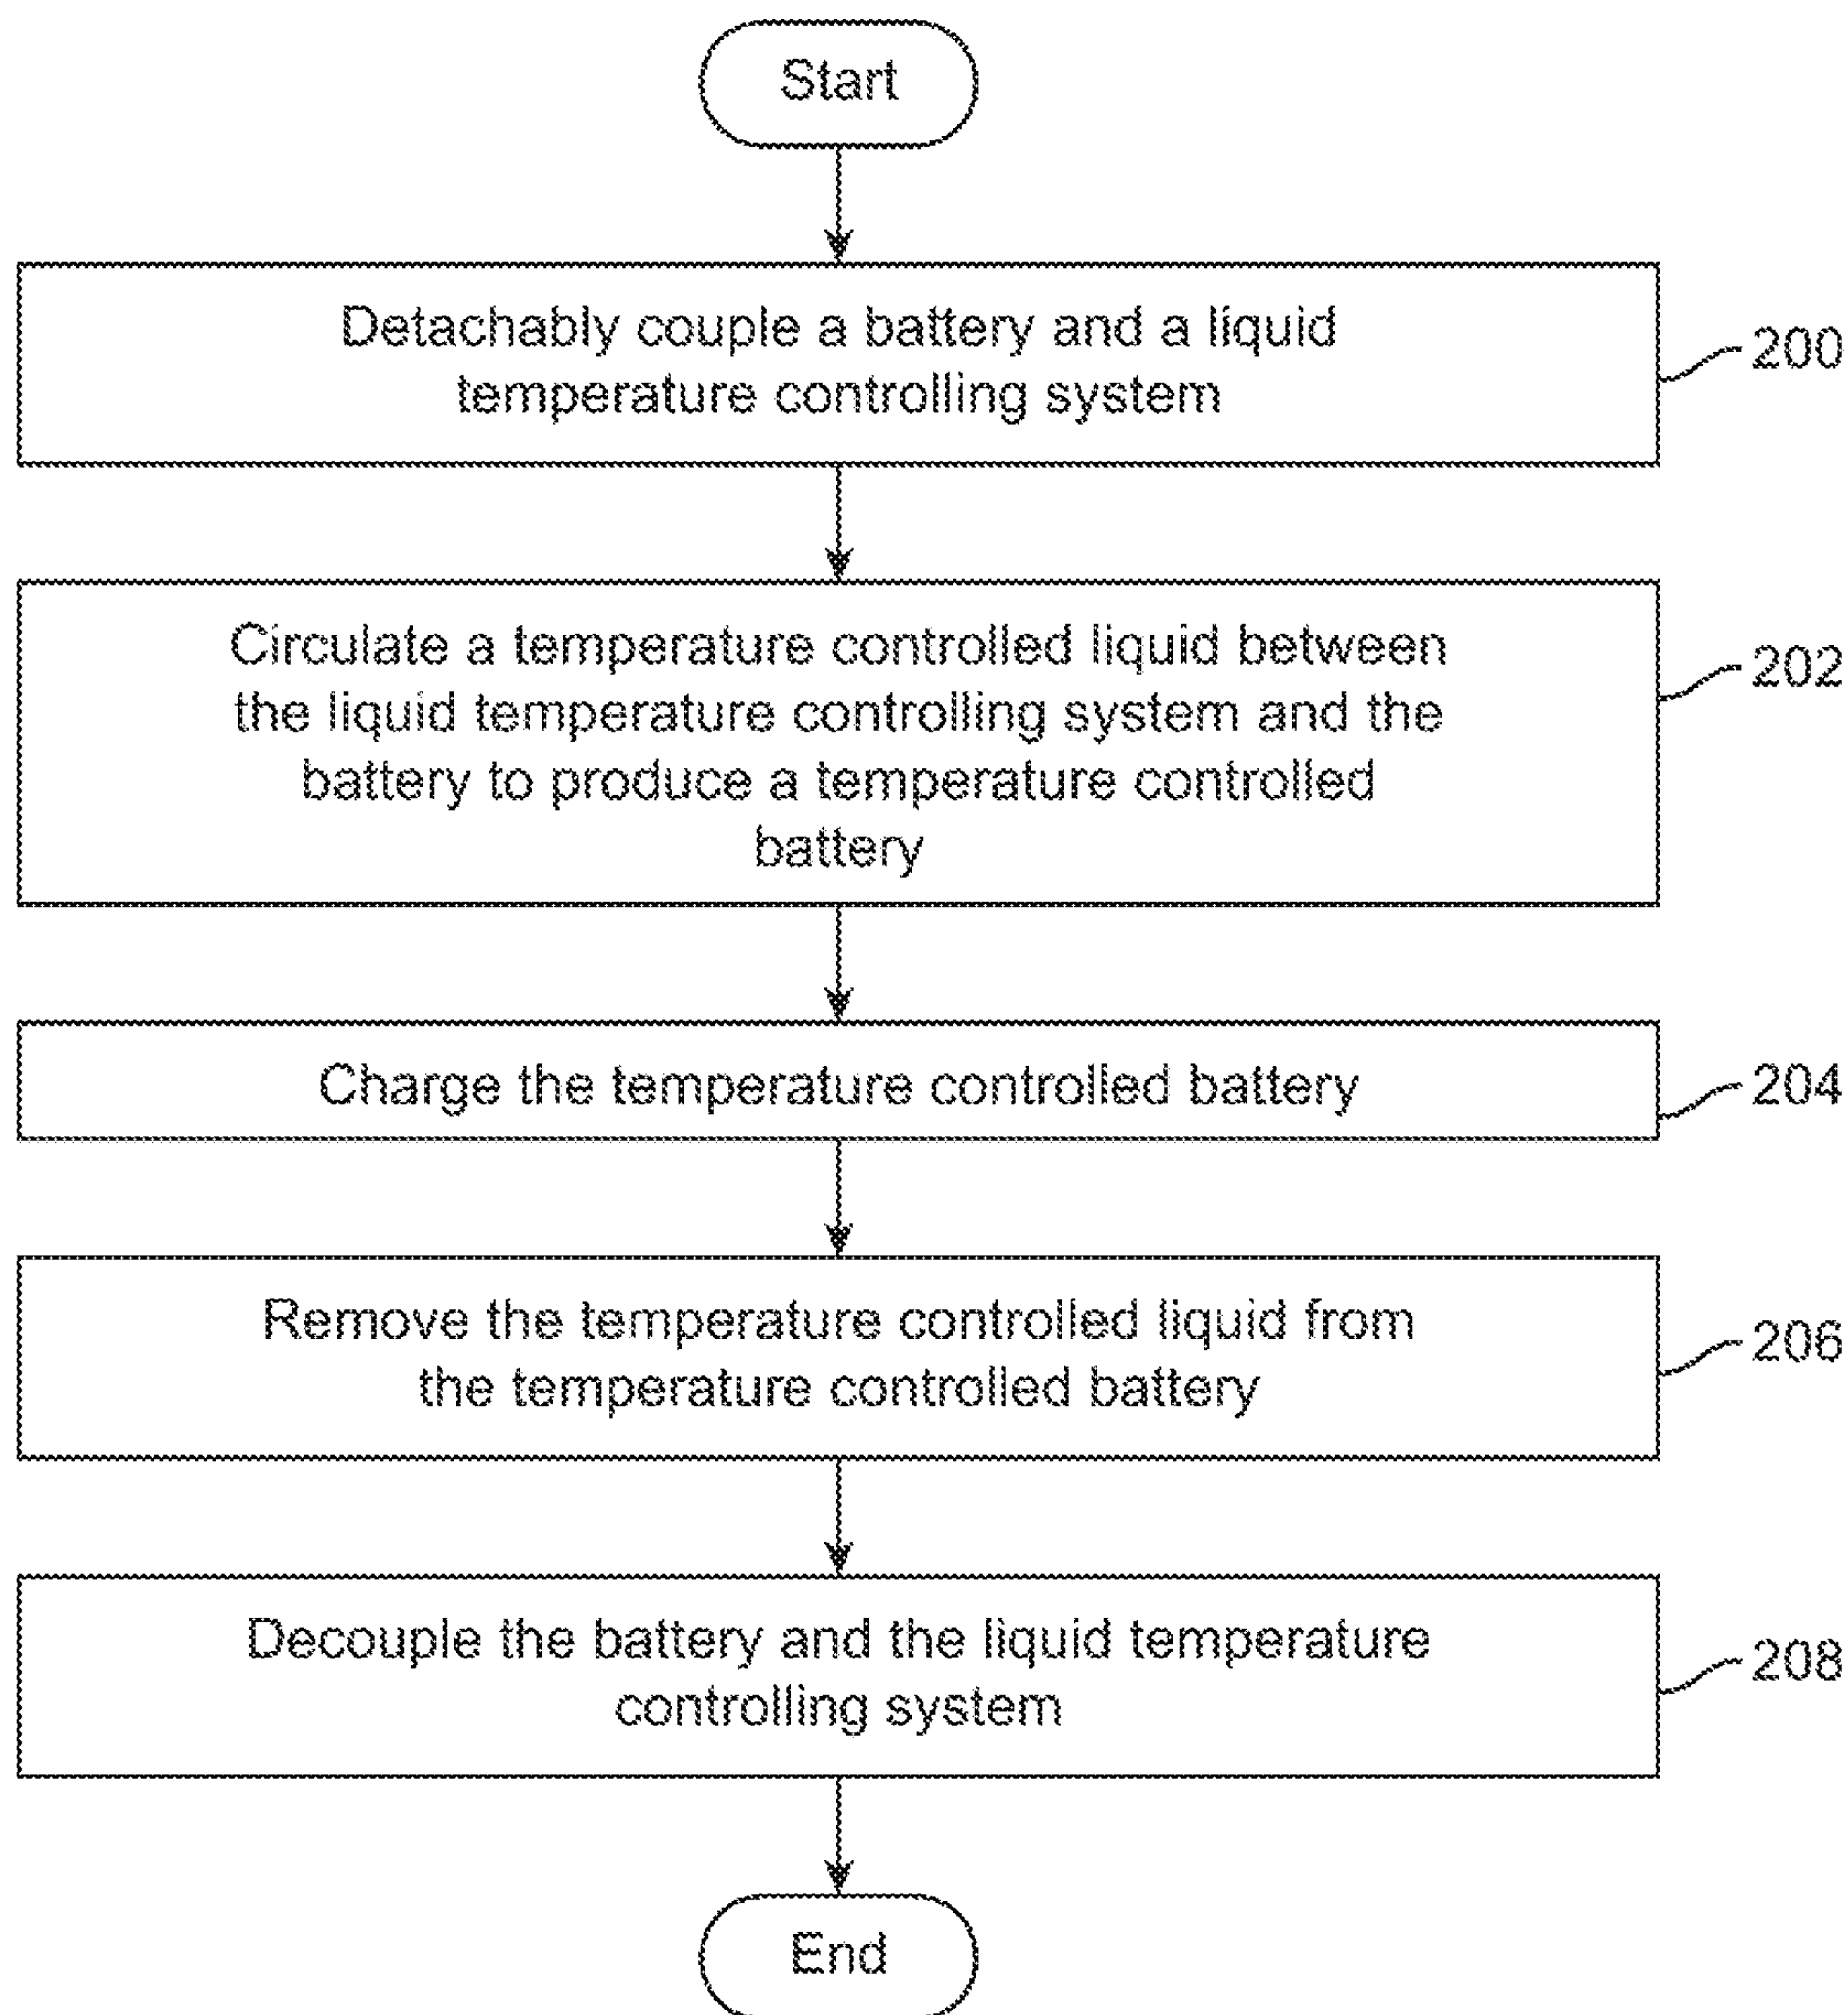 Start
Detachably couple a battery and a liquid
temperature controlling system
200
Circulate a temperature controlled liquid between
the liquid temperature controlling system and the
battery to produce a temperature controlled
battery
202
Charge the temperature controlled battery
204
Remove the temperature controlled liquid from
the temperature controlled battery
206
Decouple the battery and the liquid temperature
controlling system
208
End